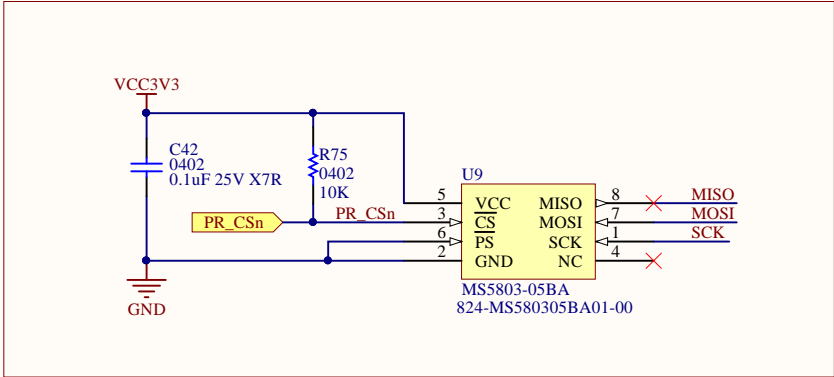 VCC3V3
C42
0402
0.1uF 25V X7R
R75
0402
10K
PR_CSn
PR_CSn
U9
5 VCC MISO 8 MISO
3 CS MOSI 7 MOSI
6 PS SCK 1 SCK
2 GND NC 4
MS5803-05BA
824-MS580305BA01-00
GND